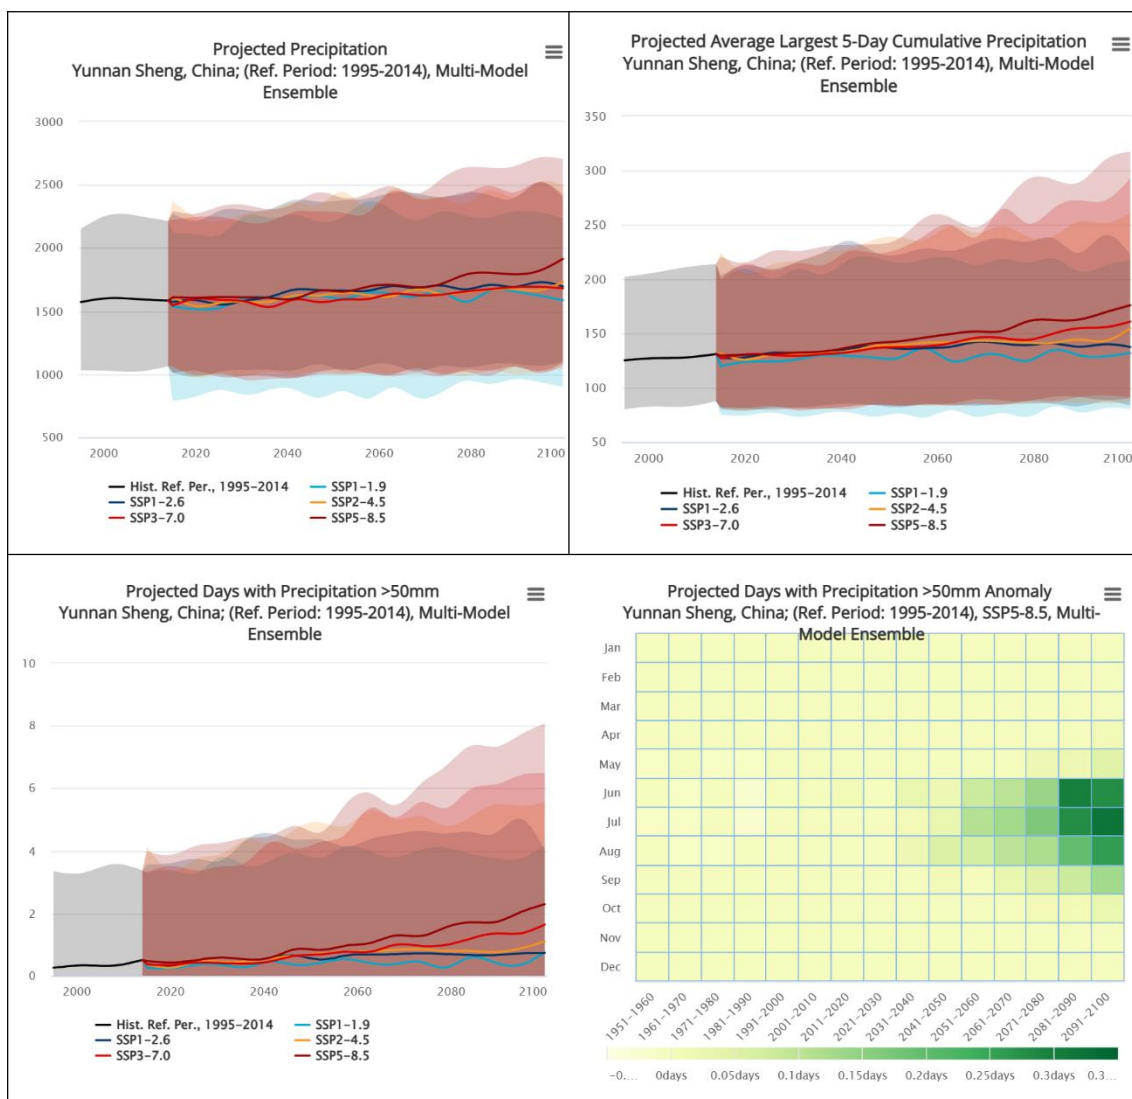 Projected Precipitation
Yunnan Sheng, China; (Ref. Period: 1995-2014), Multi-Model
Ensemble
3000
2500
2000
1500
1000
500
2000 2020 2040 2060 2080 2100
Hist. Ref. Per., 1995-2014 SSP1-1.9
SSP1-2.6 SSP2-4.5
SSP3-7.0 SSP5-8.5
Projected Average Largest 5-Day Cumulative Precipitation
Yunnan Sheng, China; (Ref. Period: 1995-2014), Multi-Model
Ensemble
350
300
250
200
150
100
50
2000 2020 2040 2060 2080 2100
Hist. Ref. Per., 1995-2014 SSP1-1.9
SSP1-2.6 SSP2-4.5
SSP3-7.0 SSP5-8.5
Projected Days with Precipitation >50mm
Yunnan Sheng, China; (Ref. Period: 1995-2014), Multi-Model
Ensemble
10
8
6
4
2
0
2000 2020 2040 2060 2080 2100
Hist. Ref. Per., 1995-2014 SSP1-1.9
SSP1-2.6 SSP2-4.5
SSP3-7.0 SSP5-8.5
Projected Days with Precipitation >50mm Anomaly
Yunnan Sheng, China; (Ref. Period: 1995-2014), SSP5-8.5, Multi-
Model Ensemble
Jan
Feb
Mar
Apr
May
Jun
Jul
Aug
Sep
Oct
Nov
Dec
1951-1960 1961-1970 1971-1980 1981-1990 1991-2000 2001-2010 2011-2020 2021-2030 2031-2040 2041-2050 2051-2060 2061-2070 2071-2080 2081-2090 2091-2100
-0.... 0days 0.05days 0.1days 0.15days 0.2days 0.25days 0.3days 0.3...